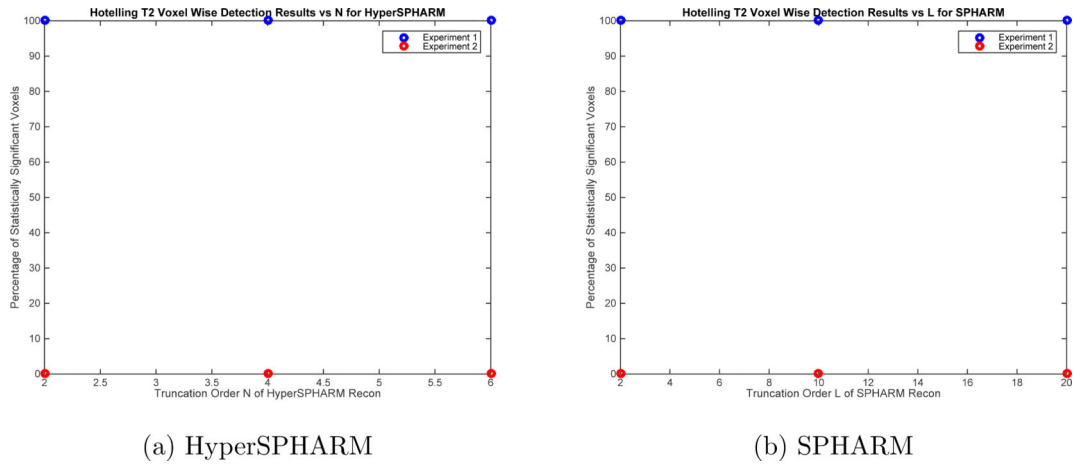 Hotelling T2 Voxel Wise Detection Results vs N for HyperSPHARM
Experiment 1
Experiment 2
Percentage of Statistically Significant Voxels
100
90
80
70
60
50
40
30
20
10
0
2 2.5 3 3.5 4 4.5 5 5.5 6
Truncation Order N of HyperSPHARM Recon
(a) HyperSPHARM
Hotelling T2 Voxel Wise Detection Results vs L for SPHARM
Experiment 1
Experiment 2
Percentage of Statistically Significant Voxels
100
90
80
70
60
50
40
30
20
10
0
2 4 6 8 10 12 14 16 18 20
Truncation Order L of SPHARM Recon
(b) SPHARM